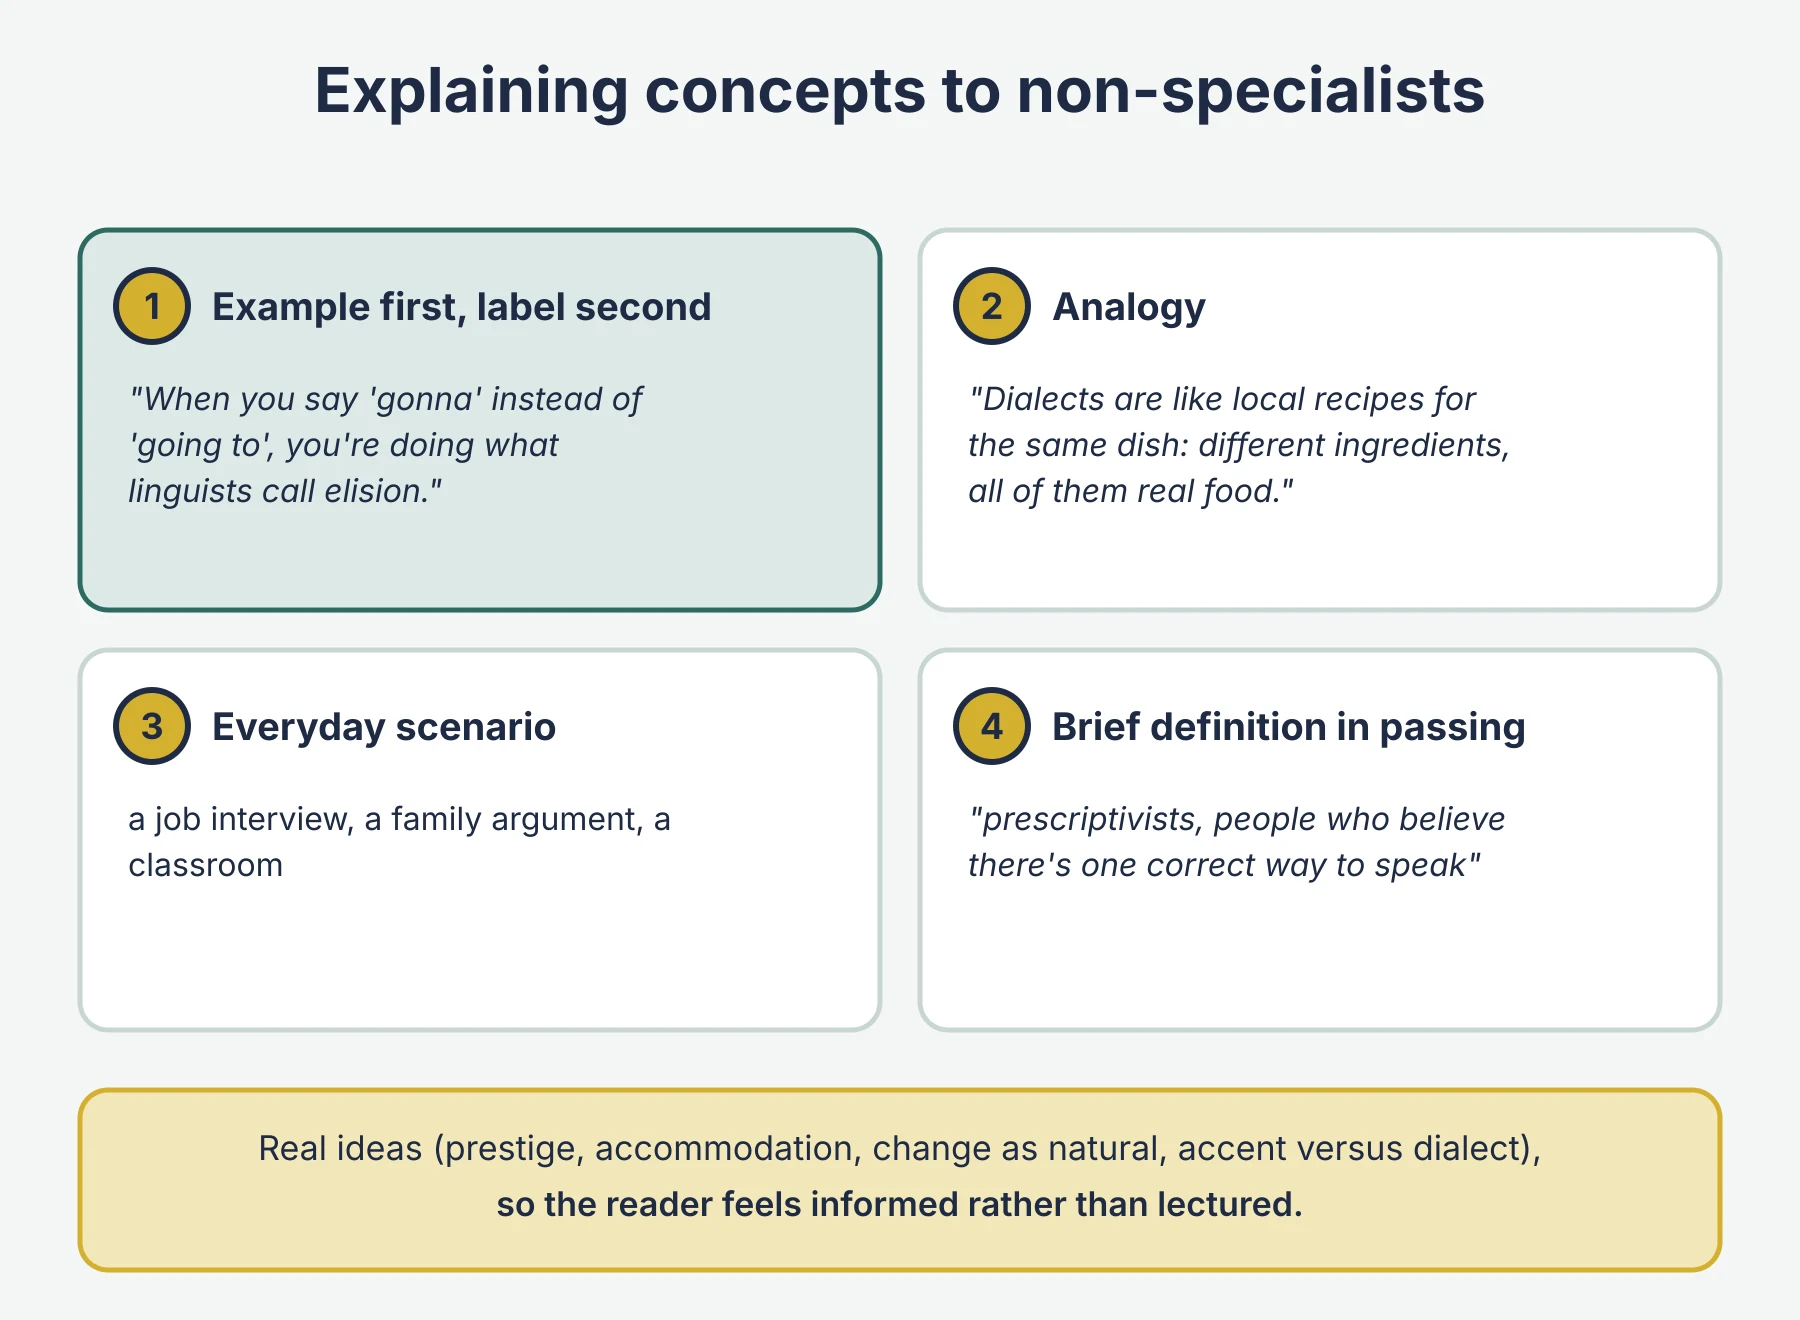 Explaining concepts to non-specialists
1
Example first, label second
"When you say 'gonna' instead of
'going to', you're doing what
linguists call elision."
2
Analogy
"Dialects are like local recipes for
the same dish: different ingredients,
all of them real food."
3
Everyday scenario
a job interview, a family argument, a
classroom
4
Brief definition in passing
"prescriptivists, people who believe
there's one correct way to speak"
Real ideas (prestige, accommodation, change as natural, accent versus dialect),
so the reader feels informed rather than lectured.